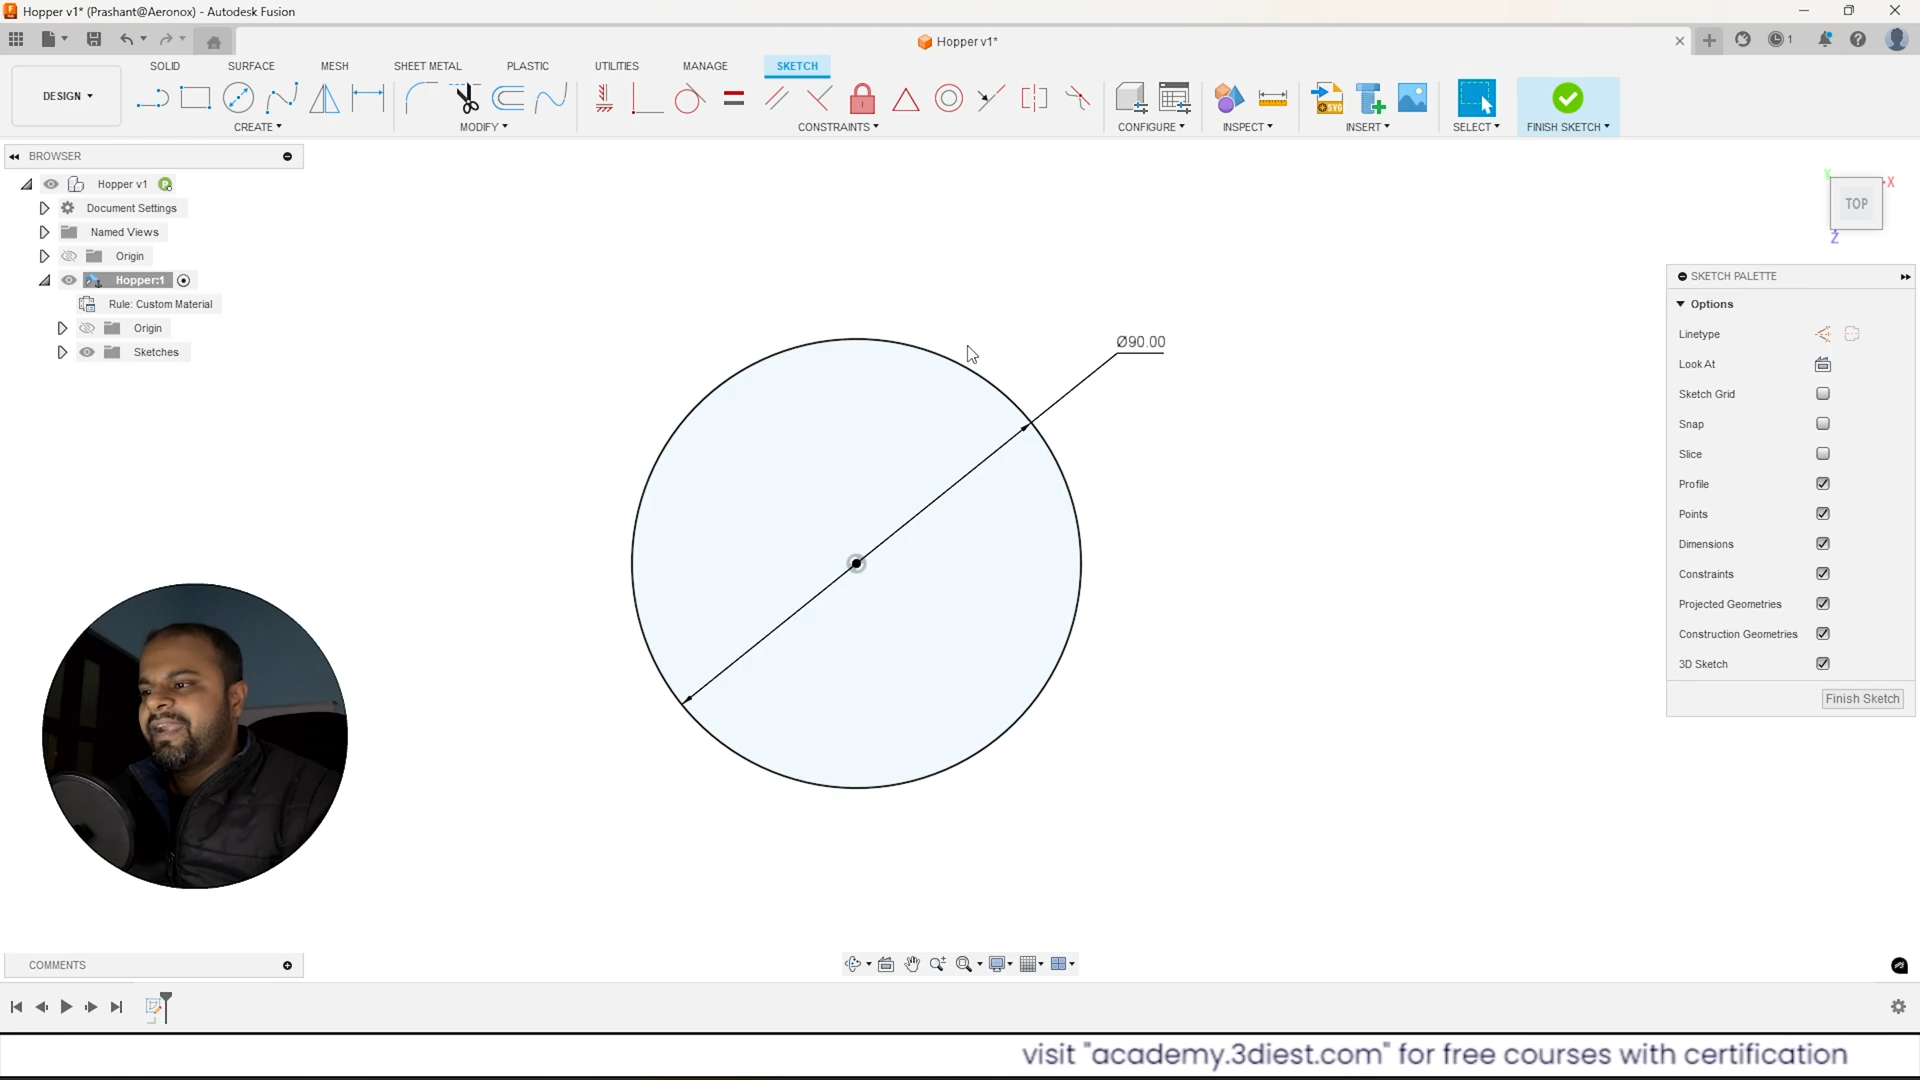 Hopper v1* (Prashant@Aeronox) - Autodesk Fusion
Hopper v1*
1
DESIGN
SOLID
SURFACE
MESH
SHEET METAL
PLASTIC
UTILITIES
MANAGE
SKETCH
CREATE
MODIFY
CONSTRAINTS
CONFIGURE
INSPECT
INSERT
SELECT
FINISH SKETCH
BROWSER
Hopper v1
Document Settings
Named Views
Origin
Hopper:1
Rule: Custom Material
Origin
Sketches
Ø90.00
Y
X
TOP
Z
SKETCH PALETTE
Options
Linetype
Look At
Sketch Grid
Snap
Slice
Profile
Points
Dimensions
Constraints
Projected Geometries
Construction Geometries
3D Sketch
Finish Sketch
COMMENTS
visit "academy.3diest.com" for free courses with certification